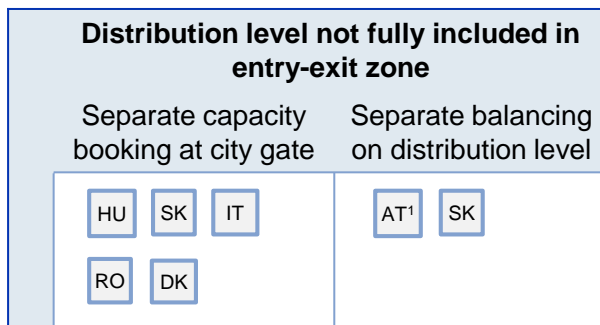 Distribution level not fully included in
entry-exit zone
Separate capacity
booking at city gate
Separate balancing
on distribution level
HU SK IT
RO DK
AT¹ SK